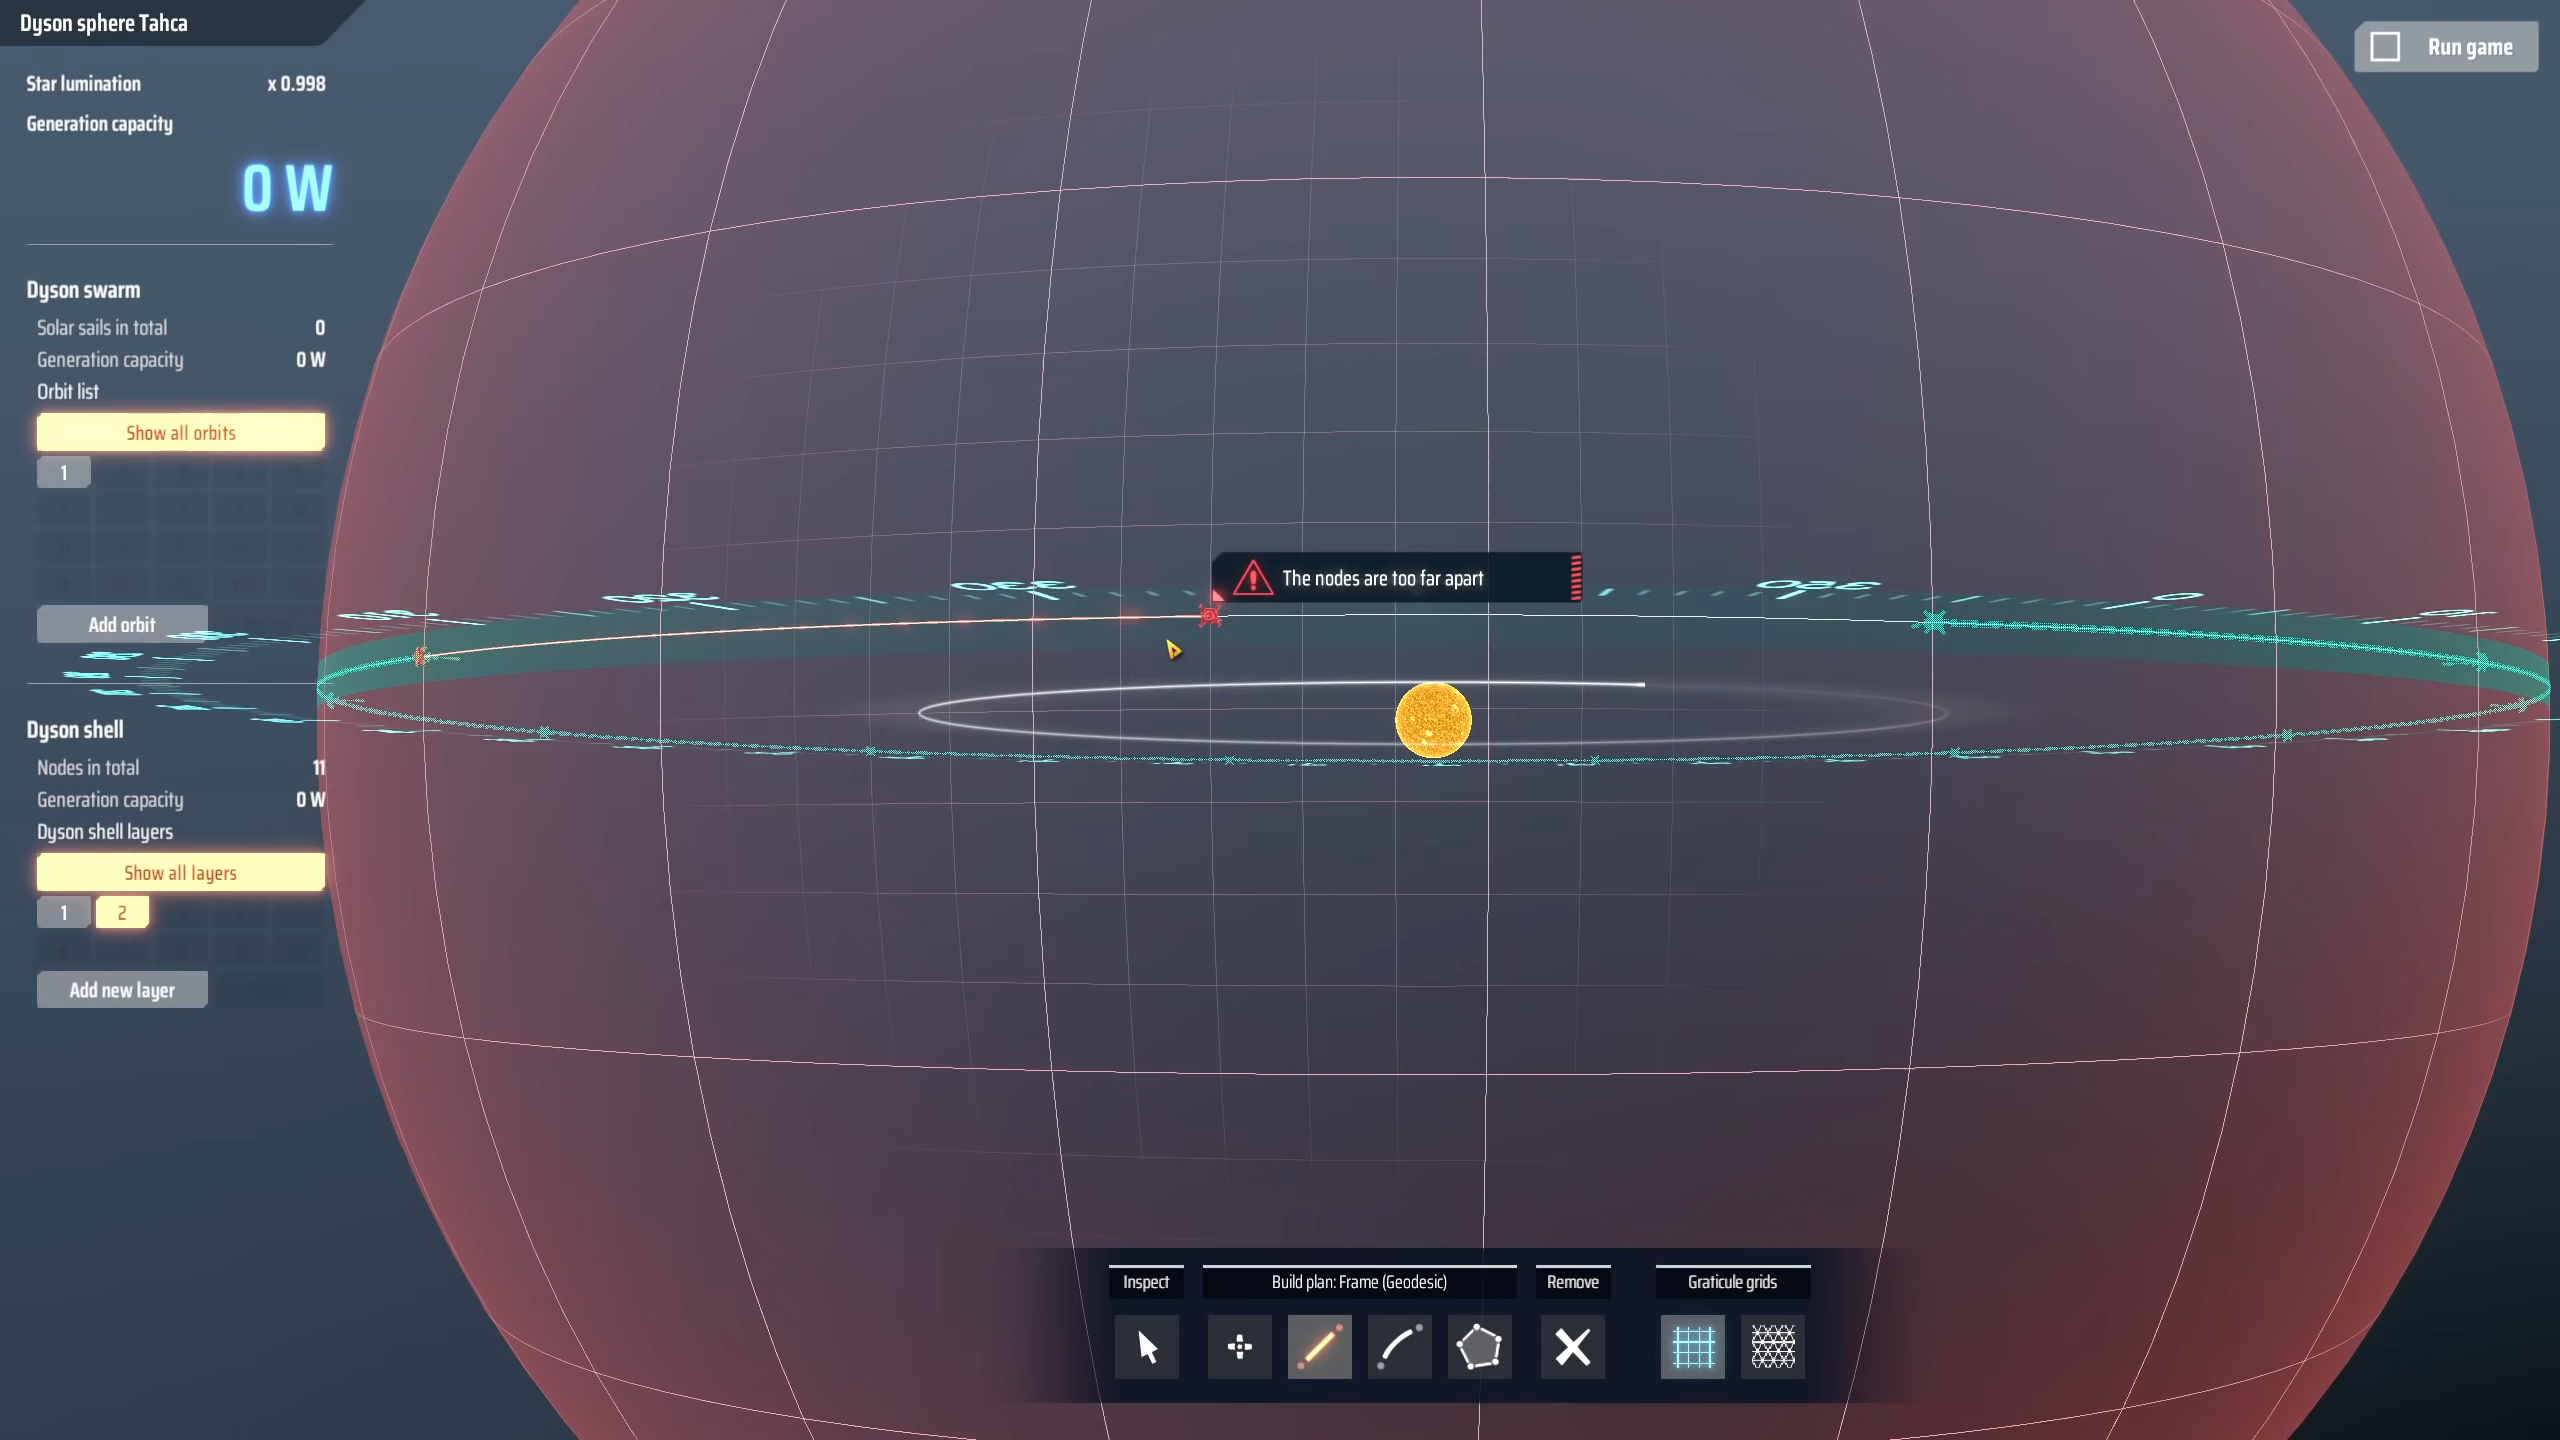 Dyson sphere Tahca
Run game
Star lumination x 0.998
Generation capacity
0 W
Dyson swarm
Solar sails in total 0
Generation capacity 0 W
Orbit list
Show all orbits
1
Add orbit
The nodes are too far apart
Dyson shell
Nodes in total 11
Generation capacity 0 W
Dyson shell layers
Show all layers
1 2
Add new layer
Inspect Build plan: Frame (Geodesic) Remove Graticule grids